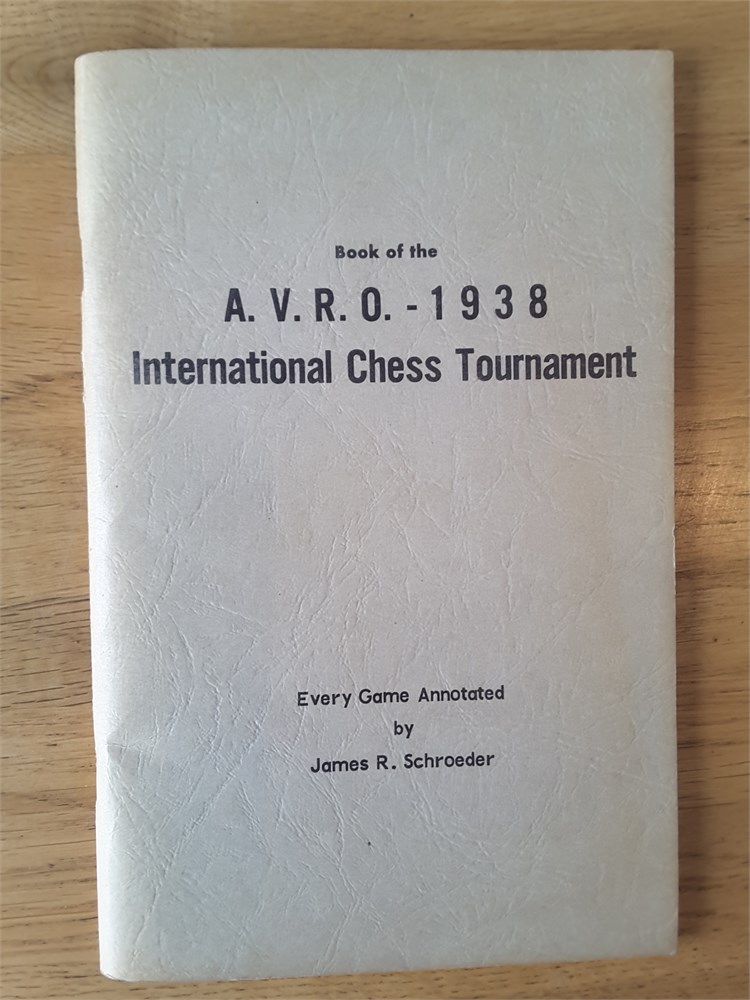 Book of the
A. V. R. O. - 1 9 3 8
International Chess Tournament
Every Game Annotated
by
James R. Schroeder